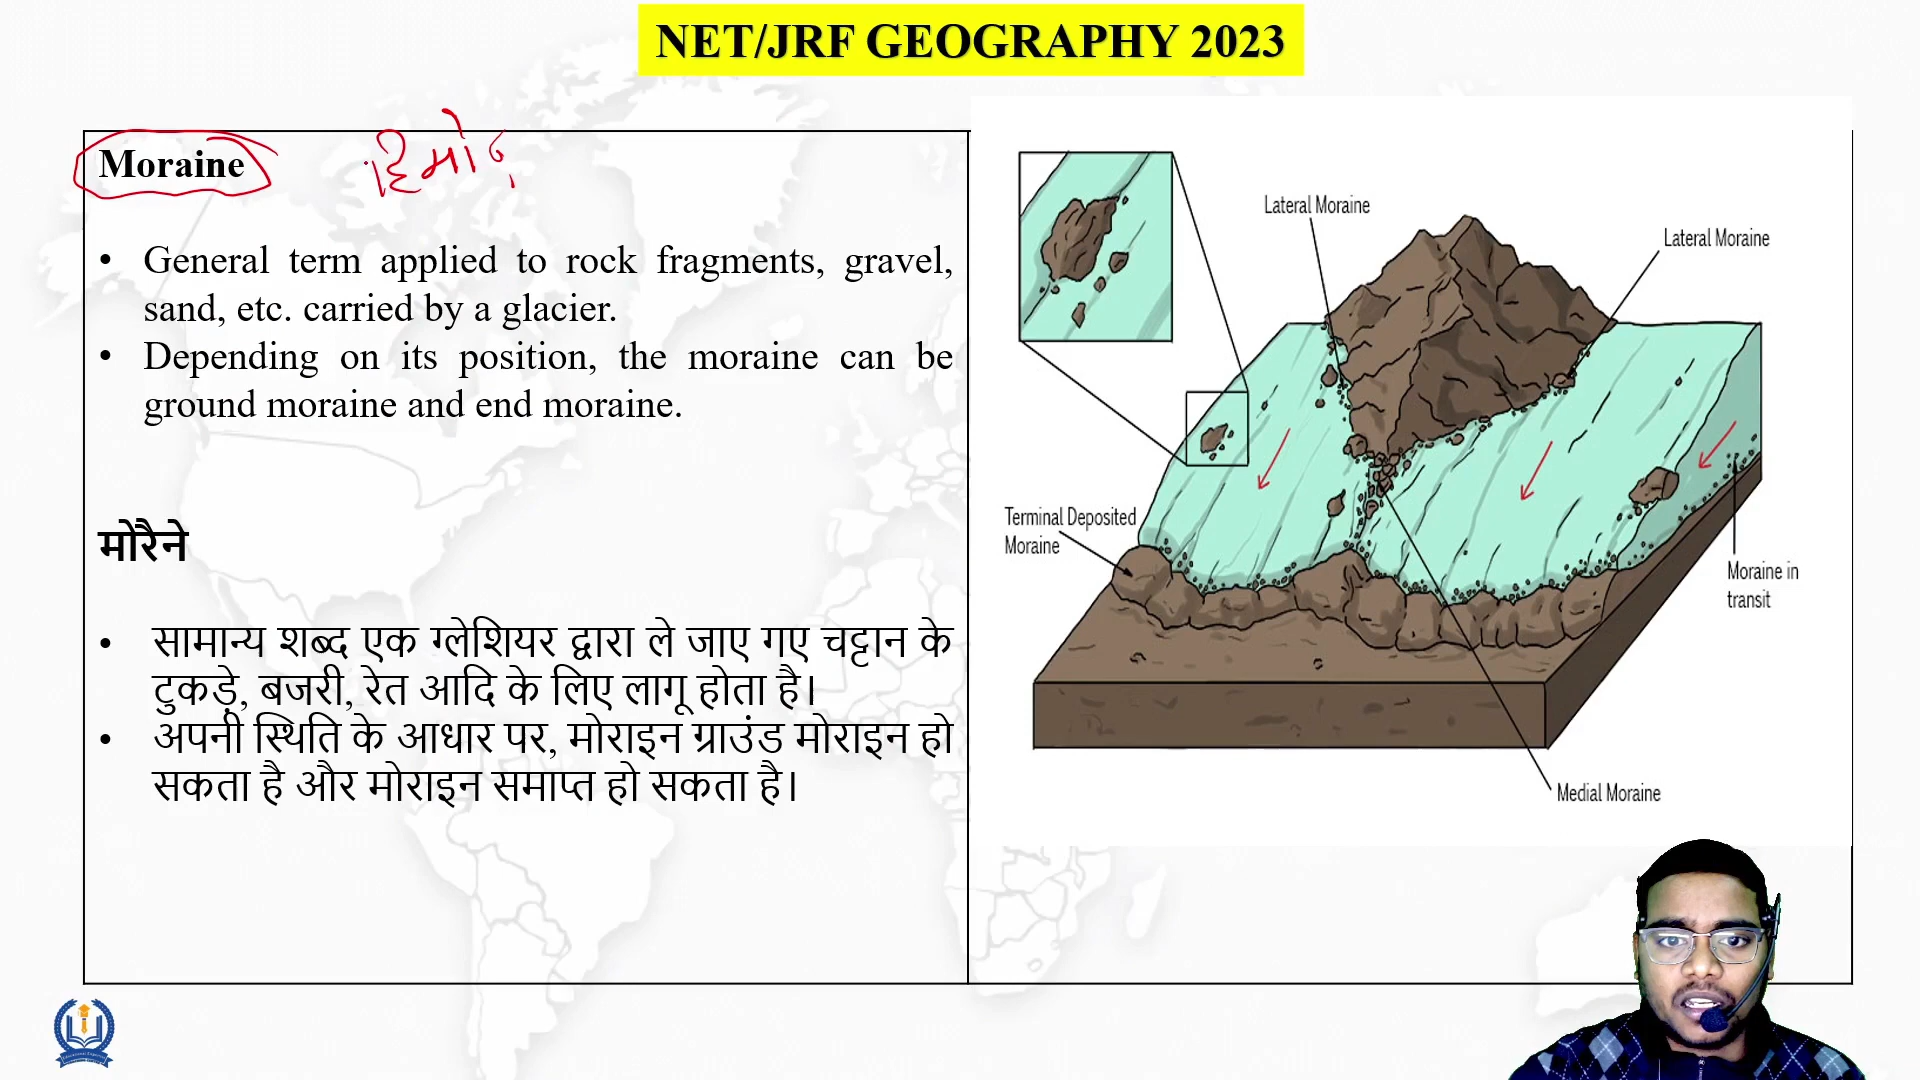 NET/JRF GEOGRAPHY 2023
Moraine
• General term applied to rock fragments, gravel,
sand, etc. carried by a glacier.
• Depending on its position, the moraine can be
ground moraine and end moraine.
मोरैने
• सामान्य शब्द एक ग्लेशियर द्वारा ले जाए गए चट्टान के
टुकड़े, बजरी, रेत आदि के लिए लागू होता है।
• अपनी स्थिति के आधार पर, मोराइन ग्राउंड मोराइन हो
सकता है और मोराइन समाप्त हो सकता है।
Lateral Moraine
Lateral Moraine
Terminal Deposited
Moraine
Moraine in
transit
Medial Moraine